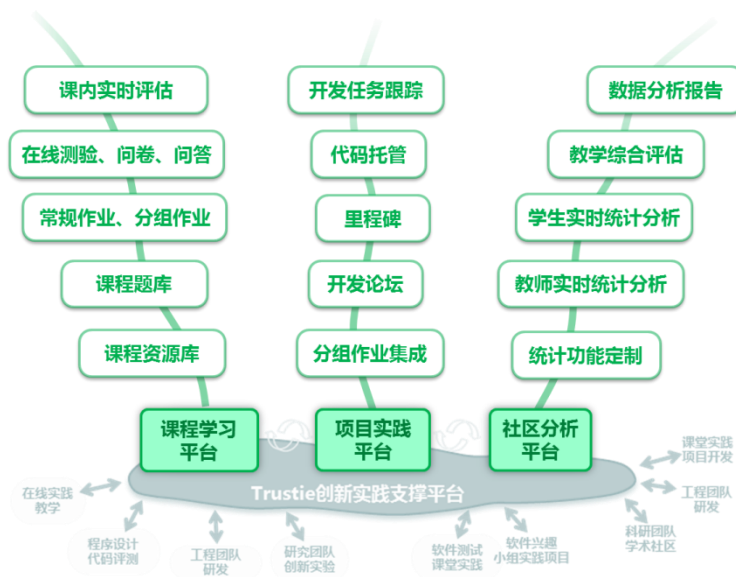 课内实时评估
开发任务跟踪
数据分析报告
在线测验、问卷、问答
代码托管
教学综合评估
常规作业、分组作业
里程碑
学生实时统计分析
课程题库
开发论坛
教师实时统计分析
课程资源库
分组作业集成
统计功能定制
课程学习
平台
项目实践
平台
社区分析
平台
Trustie创新实践支撑平台
课堂实践
项目开发
在线实践
教学
工程团队
研发
程序设计
代码评测
工程团队
研发
研究团队
创新实验
软件测试
课堂实践
软件兴趣
小组实践项目
科研团队
学术社区